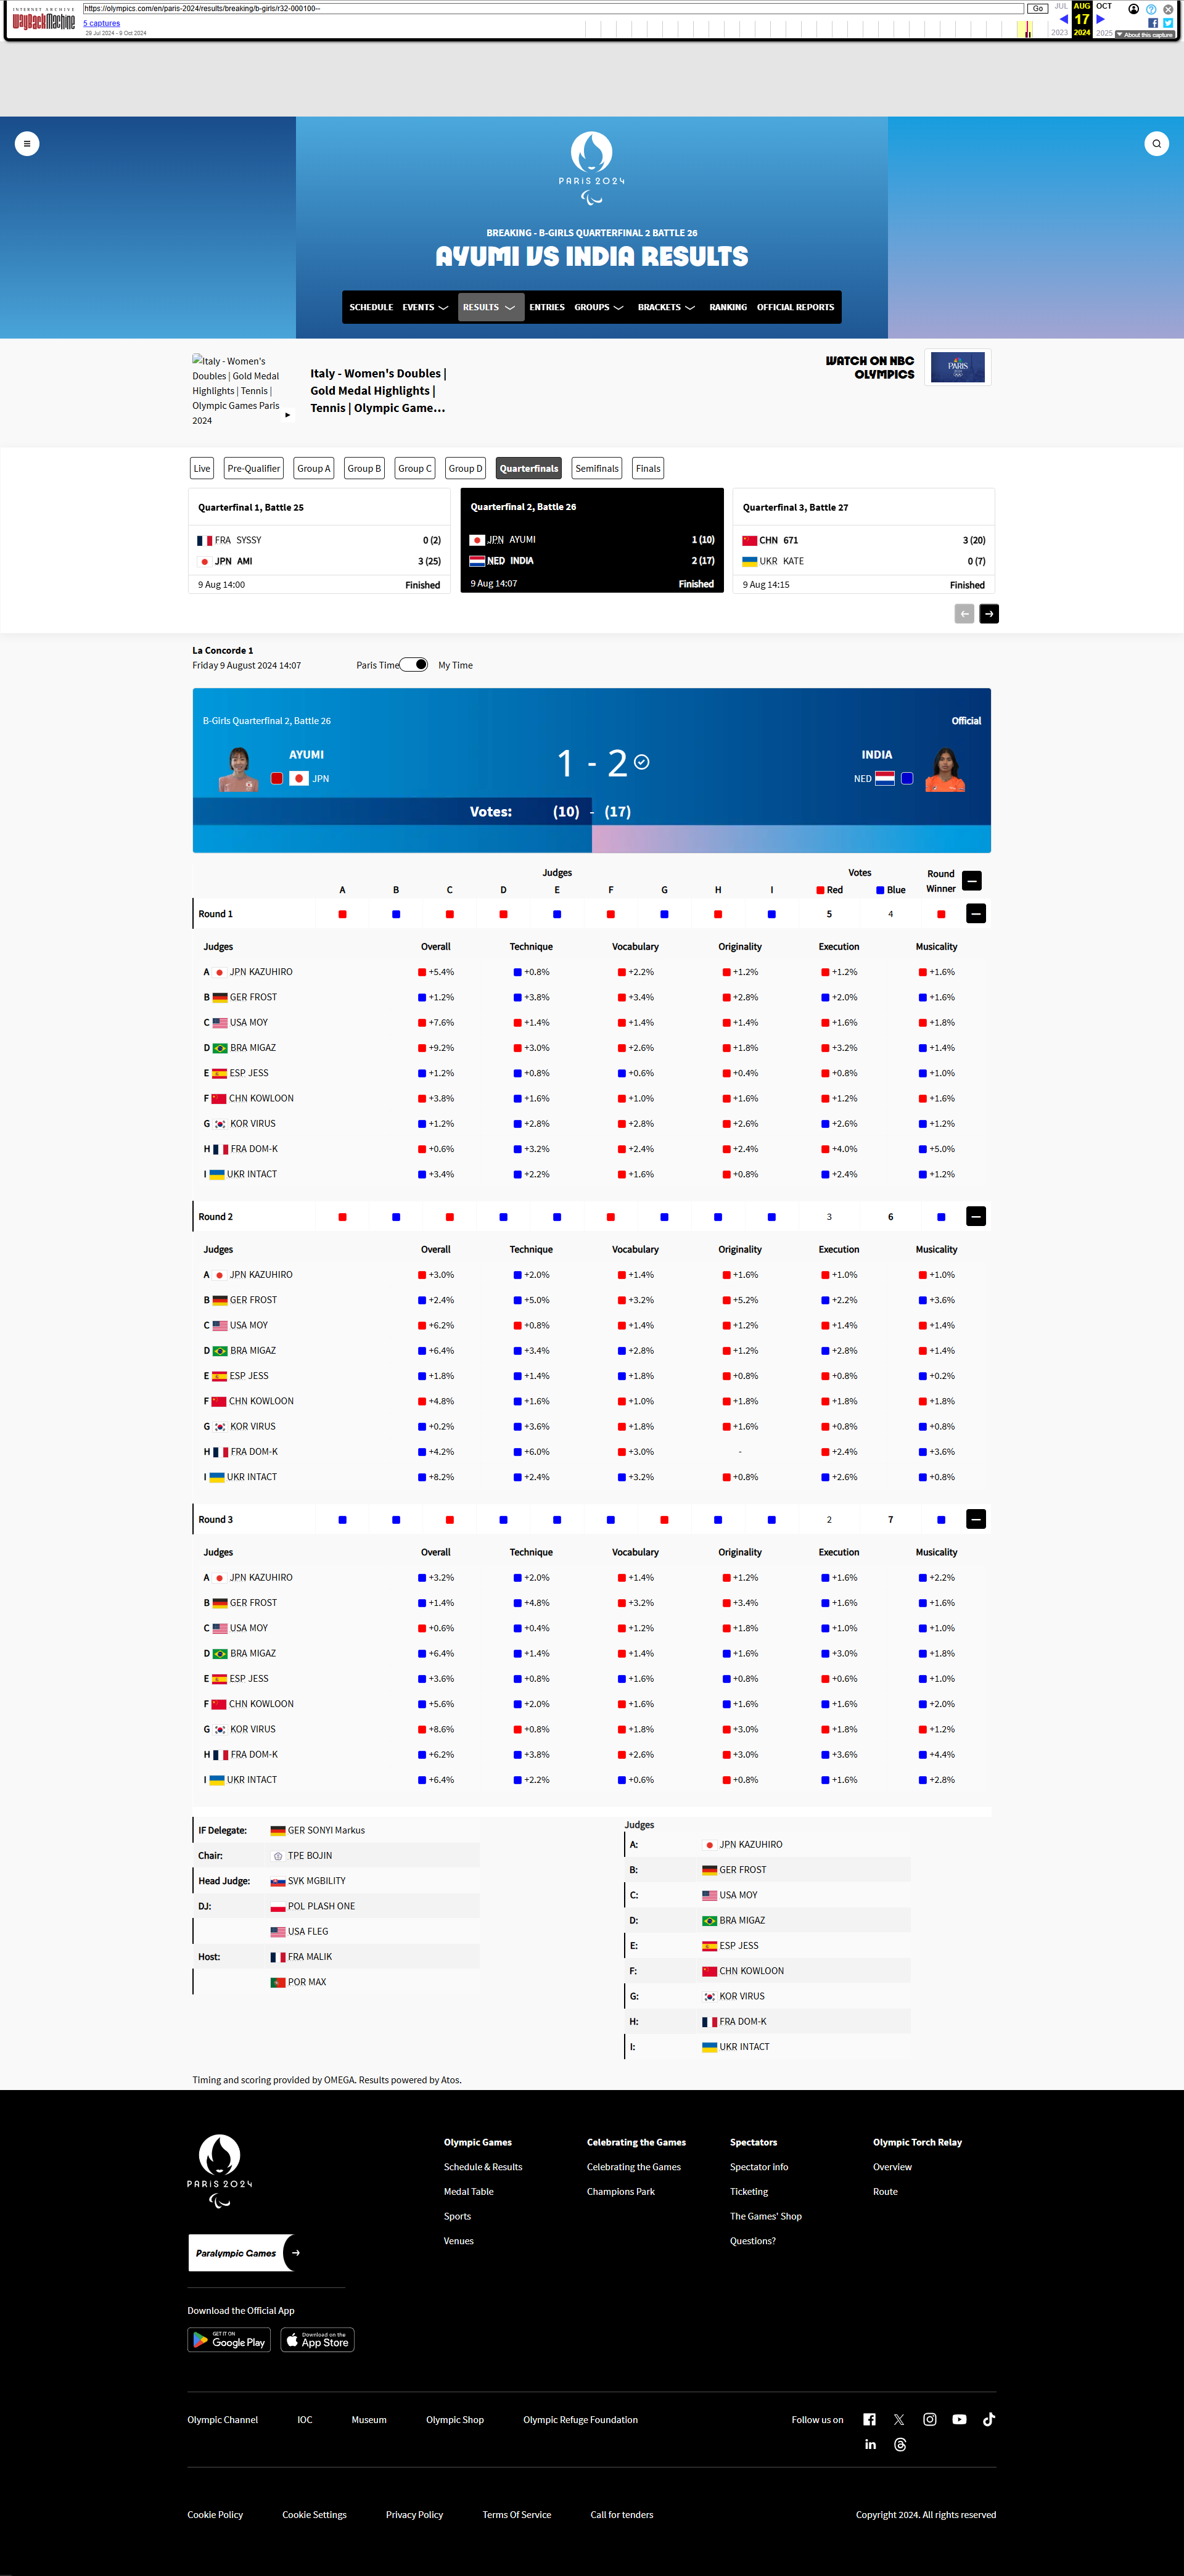 INTERNET ARCHIVE
WayBackMachine
https://olympics.com/en/paris-2024/results/breaking/b-girls/r32-000100--
Go
JUL AUG OCT
5 captures
17
29 Jul 2024 - 9 Oct 2024
2023 2024 2025
About this capture
PARIS 2024
BREAKING - B-GIRLS QUARTERFINAL 2 BATTLE 26
AYUMI VS INDIA RESULTS
SCHEDULE EVENTS RESULTS ENTRIES GROUPS BRACKETS RANKING OFFICIAL REPORTS
Italy - Women's Doubles | Gold Medal Highlights | Tennis | Olympic Games Paris 2024
Italy - Women's Doubles |
Gold Medal Highlights |
Tennis | Olympic Game...
WATCH ON NBC
OLYMPICS
PARIS
Live Pre-Qualifier Group A Group B Group C Group D Quarterfinals Semifinals Finals
Quarterfinal 1, Battle 25
FRA SYSSY 0 (2)
JPN AMI 3 (25)
9 Aug 14:00 Finished
Quarterfinal 2, Battle 26
JPN AYUMI 1 (10)
NED INDIA 2 (17)
9 Aug 14:07 Finished
Quarterfinal 3, Battle 27
CHN 671 3 (20)
UKR KATE 0 (7)
9 Aug 14:15 Finished
La Concorde 1
Friday 9 August 2024 14:07 Paris Time My Time
B-Girls Quarterfinal 2, Battle 26 Official
AYUMI 1 - 2 INDIA
JPN NED
Votes: (10) - (17)
Judges Votes Round Winner
A B C D E F G H I Red Blue
Round 1 5 4
Judges Overall Technique Vocabulary Originality Execution Musicality
A JPN KAZUHIRO +5.4% +0.8% +2.2% +1.2% +1.2% +1.6%
B GER FROST +1.2% +3.8% +3.4% +2.8% +2.0% +1.6%
C USA MOY +7.6% +1.4% +1.4% +1.4% +1.6% +1.8%
D BRA MIGAZ +9.2% +3.0% +2.6% +1.8% +3.2% +1.4%
E ESP JESS +1.2% +0.8% +0.6% +0.4% +0.8% +1.0%
F CHN KOWLOON +3.8% +1.6% +1.0% +1.6% +1.2% +1.6%
G KOR VIRUS +1.2% +2.8% +2.8% +2.6% +2.6% +1.2%
H FRA DOM-K +0.6% +3.2% +2.4% +2.4% +4.0% +5.0%
I UKR INTACT +3.4% +2.2% +1.6% +0.8% +2.4% +1.2%
Round 2 3 6
Judges Overall Technique Vocabulary Originality Execution Musicality
A JPN KAZUHIRO +3.0% +2.0% +1.4% +1.6% +1.0% +1.0%
B GER FROST +2.4% +5.0% +3.2% +5.2% +2.2% +3.6%
C USA MOY +6.2% +0.8% +1.4% +1.2% +1.4% +1.4%
D BRA MIGAZ +6.4% +3.4% +2.8% +1.2% +2.8% +1.4%
E ESP JESS +1.8% +1.4% +1.8% +0.8% +0.8% +0.2%
F CHN KOWLOON +4.8% +1.6% +1.0% +1.8% +1.8% +1.8%
G KOR VIRUS +0.2% +3.6% +1.8% +1.6% +0.8% +0.8%
H FRA DOM-K +4.2% +6.0% +3.0% - +2.4% +3.6%
I UKR INTACT +8.2% +2.4% +3.2% +0.8% +2.6% +0.8%
Round 3 2 7
Judges Overall Technique Vocabulary Originality Execution Musicality
A JPN KAZUHIRO +3.2% +2.0% +1.4% +1.2% +1.6% +2.2%
B GER FROST +1.4% +4.8% +3.2% +3.4% +1.6% +1.6%
C USA MOY +0.6% +0.4% +1.2% +1.8% +1.0% +1.0%
D BRA MIGAZ +6.4% +1.4% +1.4% +1.6% +3.0% +1.8%
E ESP JESS +3.6% +0.8% +1.6% +0.8% +0.6% +1.0%
F CHN KOWLOON +5.6% +2.0% +1.6% +1.6% +1.6% +2.0%
G KOR VIRUS +8.6% +0.8% +1.8% +3.0% +1.8% +1.2%
H FRA DOM-K +6.2% +3.8% +2.6% +3.0% +3.6% +4.4%
I UKR INTACT +6.4% +2.2% +0.6% +0.8% +1.6% +2.8%
IF Delegate: GER SONYI Markus
Chair: TPE BOJIN
Head Judge: SVK MGBILITY
DJ: POL PLASH ONE
USA FLEG
Host: FRA MALIK
POR MAX
Judges
A: JPN KAZUHIRO
B: GER FROST
C: USA MOY
D: BRA MIGAZ
E: ESP JESS
F: CHN KOWLOON
G: KOR VIRUS
H: FRA DOM-K
I: UKR INTACT
Timing and scoring provided by OMEGA. Results powered by Atos.
PARIS 2024
Paralympic Games
Download the Official App
GET IT ON
Google Play
Download on the
App Store
Olympic Games
Schedule & Results
Medal Table
Sports
Venues
Celebrating the Games
Celebrating the Games
Champions Park
Spectators
Spectator info
Ticketing
The Games' Shop
Questions?
Olympic Torch Relay
Overview
Route
Olympic Channel IOC Museum Olympic Shop Olympic Refuge Foundation Follow us on
Cookie Policy Cookie Settings Privacy Policy Terms Of Service Call for tenders Copyright 2024. All rights reserved